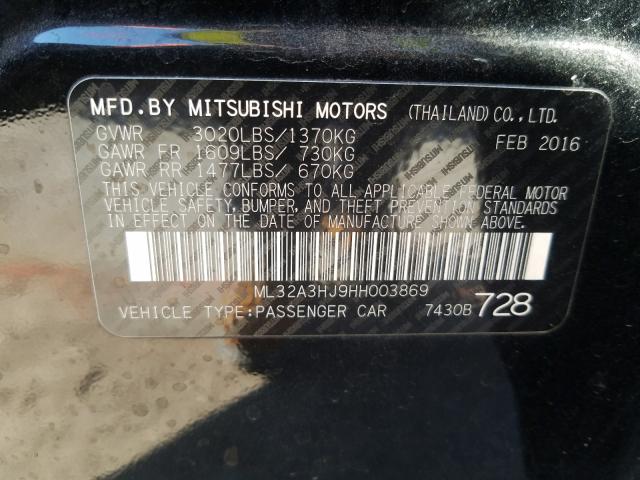 MFD.BY MITSUBISHI MOTORS (THAILAND)CO.,LTD.
GVWR 3020LBS/1370KG FEB 2016
GAWR FR 1609LBS/ 730KG
GAWR RR 1477LBS/ 670KG
THIS VEHICLE CONFORMS TO ALL APPLICABLE FEDERAL MOTOR
VEHICLE SAFETY, BUMPER, AND THEFT PREVENTION STANDARDS
IN EFFECT ON THE DATE OF MANUFACTURE SHOWN ABOVE.
ML32A3HJ9HH003869
VEHICLE TYPE:PASSENGER CAR 7430B 728